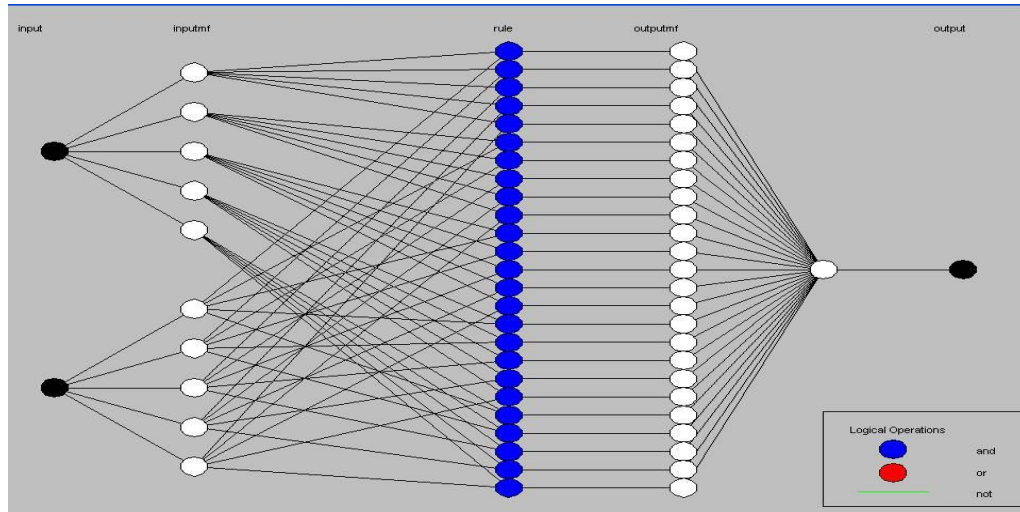 input inputmf rule outputmf output
Logical Operations
and
or
not